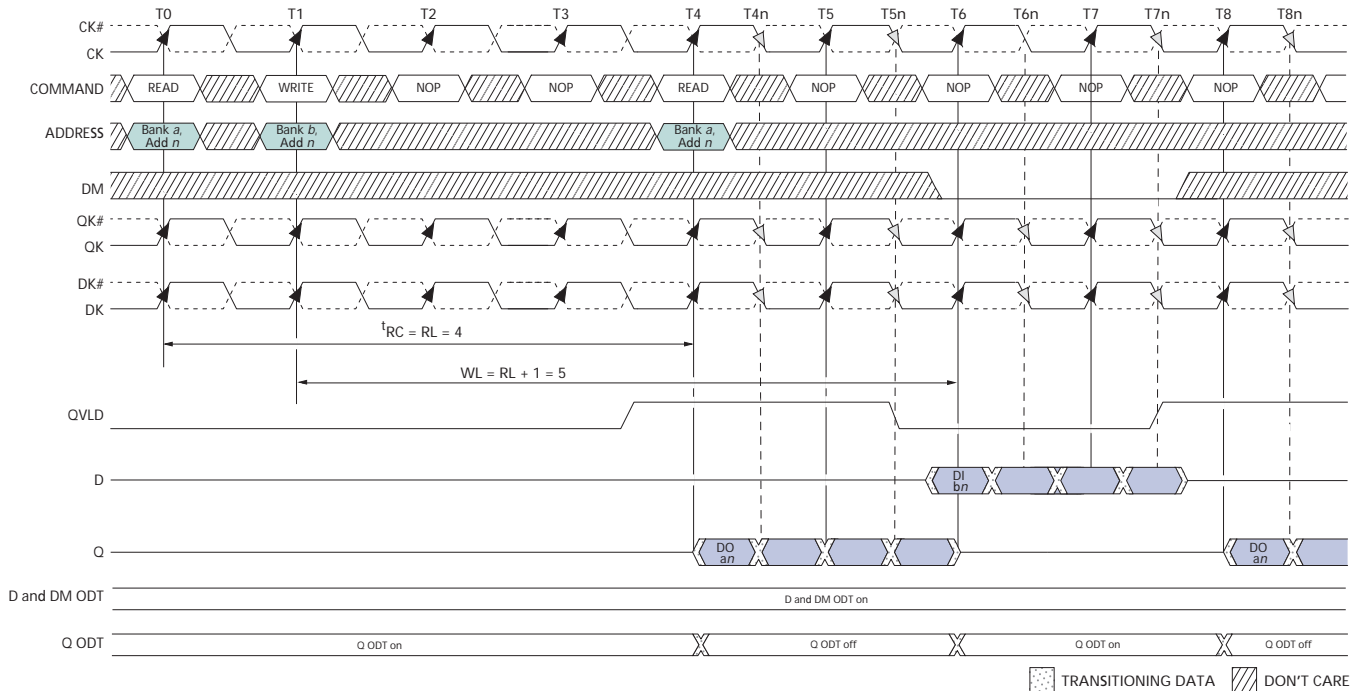 T0 T1 T2 T3 T4 T4n T5 T5n T6 T6n T7 T7n T8 T8n
CK#
CK
COMMAND READ WRITE NOP NOP READ NOP NOP NOP NOP
ADDRESS Bank a, Add n Bank b, Add n Bank a, Add n
DM
QK#
QK
DK#
DK
tRC = RL = 4
WL = RL + 1 = 5
QVLD
D DI bn
Q DO an DO an
D and DM ODT D and DM ODT on
Q ODT Q ODT on Q ODT off Q ODT on Q ODT off
TRANSITIONING DATA DON'T CARE